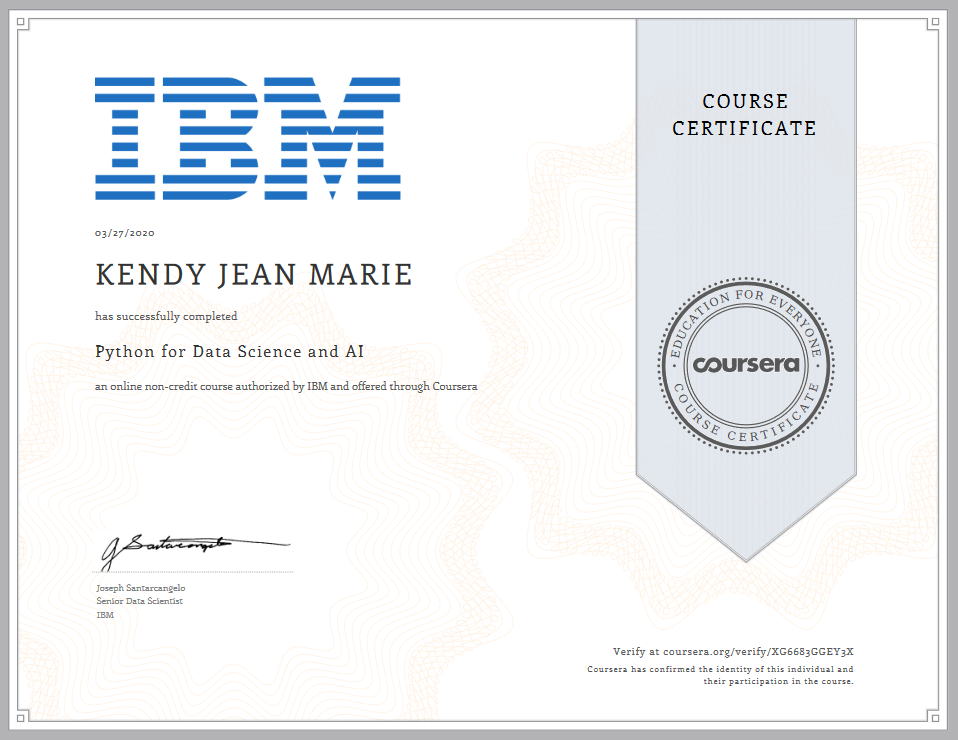 IBM
03/27/2020
KENDY JEAN MARIE
has successfully completed
Python for Data Science and AI
an online non-credit course authorized by IBM and offered through Coursera
J Santarcangelo
Joseph Santarcangelo
Senior Data Scientist
IBM
COURSE
CERTIFICATE
EDUCATION FOR EVERYONE
coursera
COURSE CERTIFICATE
Verify at coursera.org/verify/XG6683GGEY3X
Coursera has confirmed the identity of this individual and
their participation in the course.